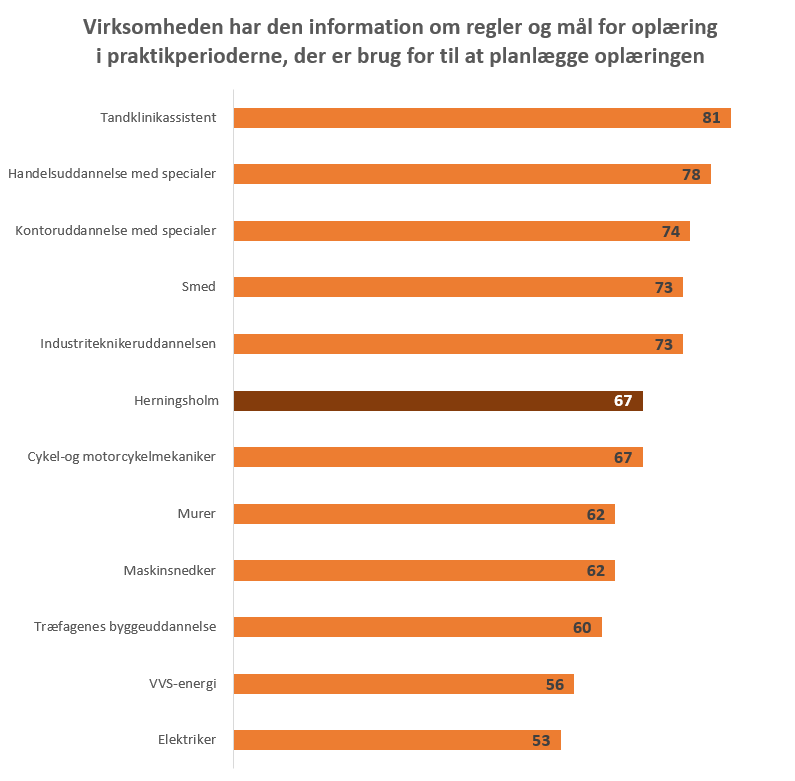 Virksomheden har den information om regler og mål for oplæring
i praktikperioderne, der er brug for til at planlægge oplæringen
Tandklinikassistent 81
Handelsuddannelse med specialer 78
Kontoruddannelse med specialer 74
Smed 73
Industriteknikeruddannelsen 73
Herningsholm 67
Cykel-og motorcykelmekaniker 67
Murer 62
Maskinsnedker 62
Træfagenes byggeuddannelse 60
VVS-energi 56
Elektriker 53